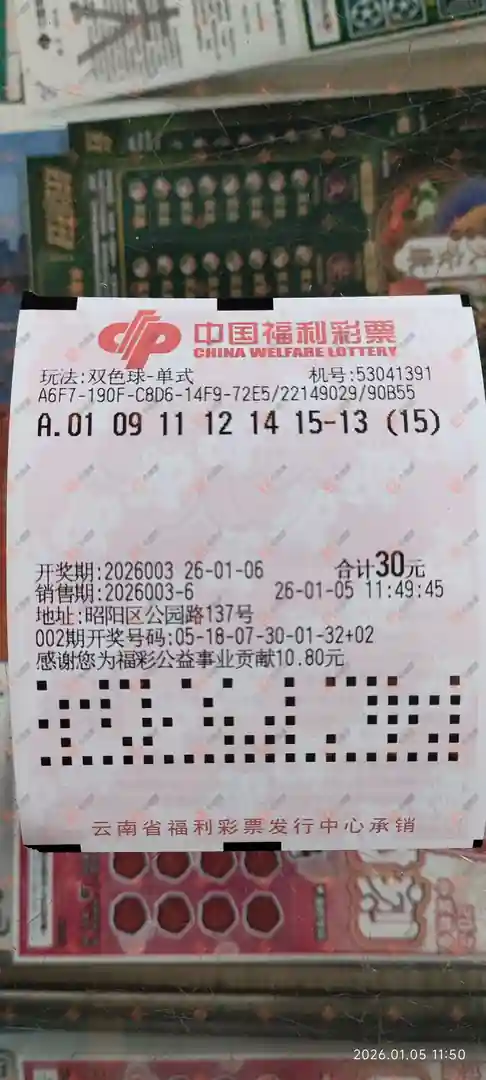 中国福利彩票
CHINA WELFARE LOTTERY
玩法:双色球-单式 机号:53041391
A6F7-190F-C8D6-14F9-72E5/22149029/90B55
A.01 09 11 12 14 15-13 (15)
开奖期:2026003 26-01-06 合计30元
销售期:2026003-6 26-01-05 11:49:45
地址:昭阳区公园路137号
002期开奖号码:05-18-07-30-01-32+02
感谢您为福彩公益事业贡献10.80元
云南省福利彩票发行中心承销
2026.01.05 11:50